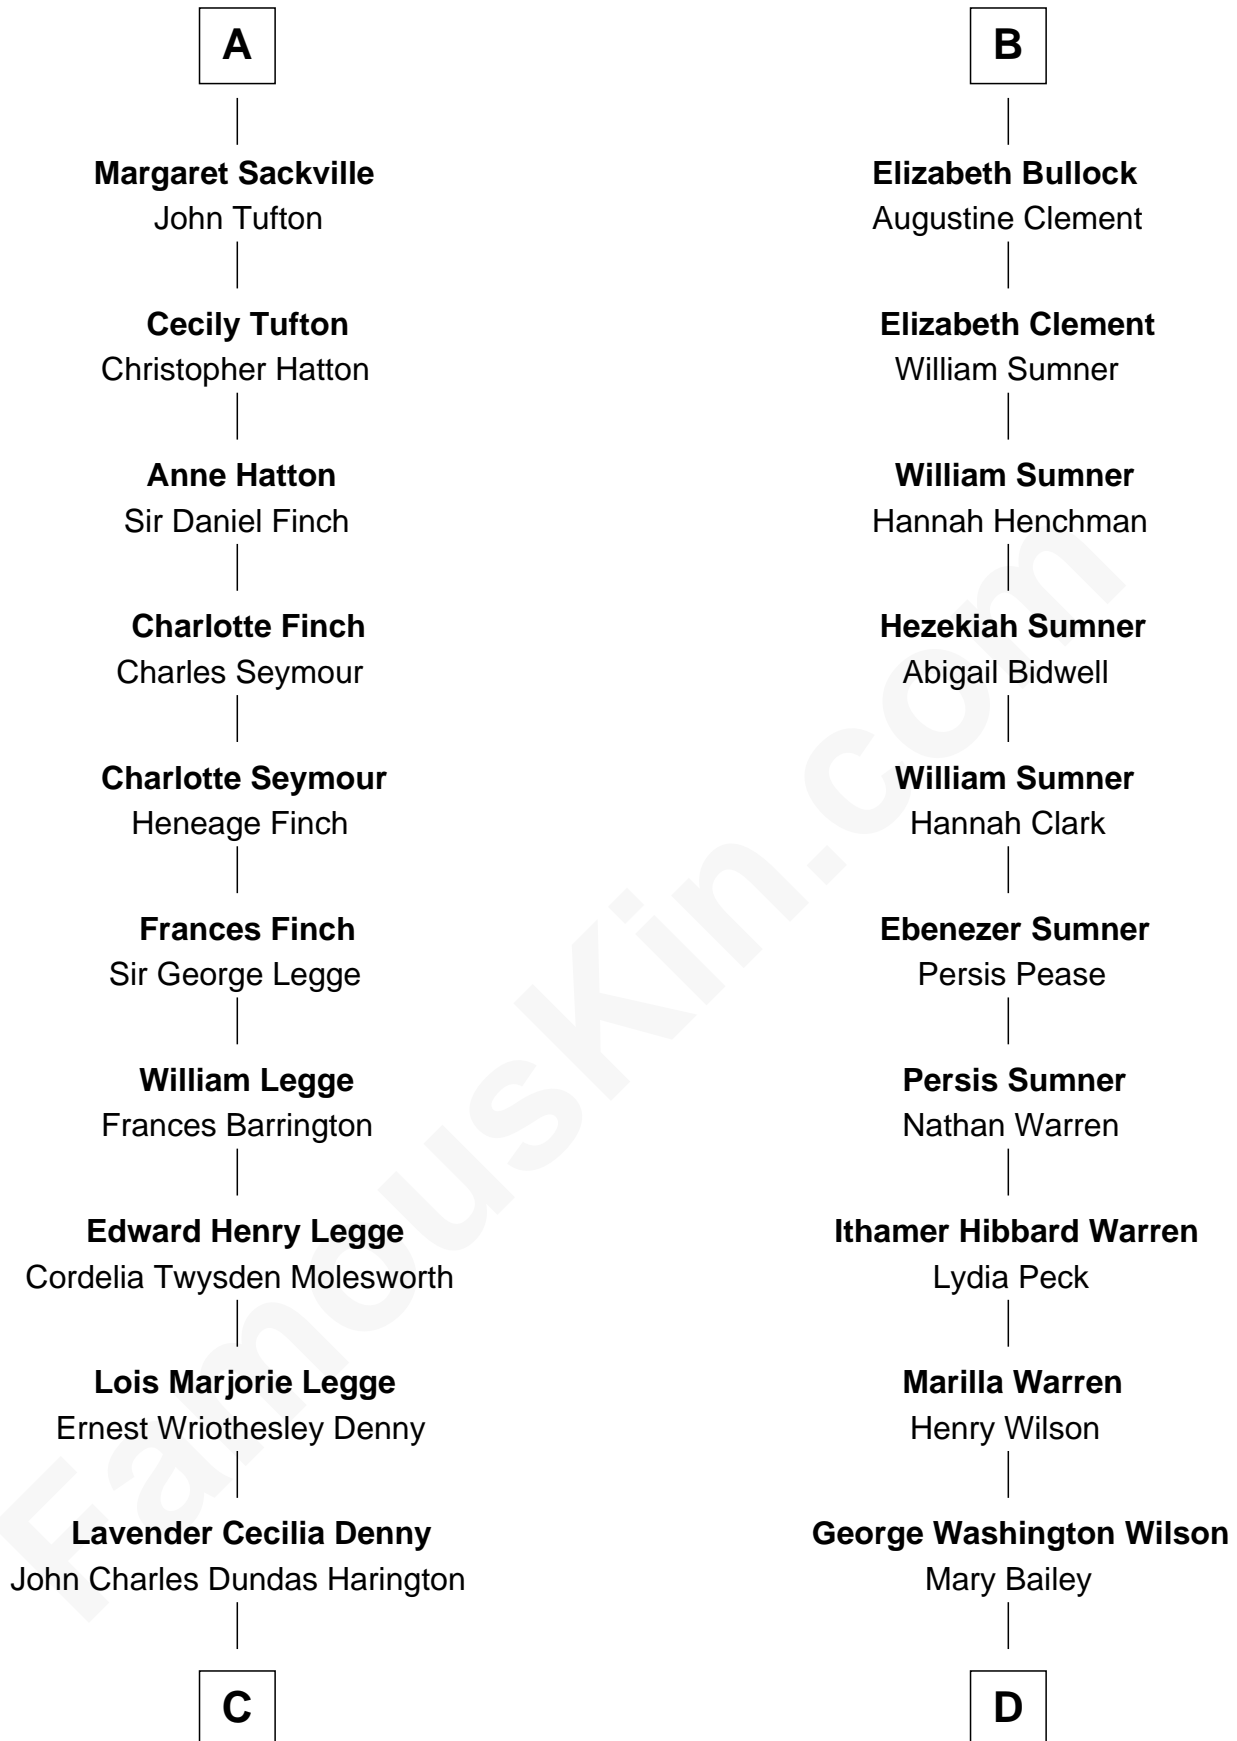 A
Margaret Sackville
John Tufton
Cecily Tufton
Christopher Hatton
Anne Hatton
Sir Daniel Finch
Charlotte Finch
Charles Seymour
Charlotte Seymour
Heneage Finch
Frances Finch
Sir George Legge
William Legge
Frances Barrington
Edward Henry Legge
Cordelia Twysden Molesworth
Lois Marjorie Legge
Ernest Wriothesley Denny
Lavender Cecilia Denny
John Charles Dundas Harington
C
B
Elizabeth Bullock
Augustine Clement
Elizabeth Clement
William Sumner
William Sumner
Hannah Henchman
Hezekiah Sumner
Abigail Bidwell
William Sumner
Hannah Clark
Ebenezer Sumner
Persis Pease
Persis Sumner
Nathan Warren
Ithamer Hibbard Warren
Lydia Peck
Marilla Warren
Henry Wilson
George Washington Wilson
Mary Bailey
D
FamousKin.com